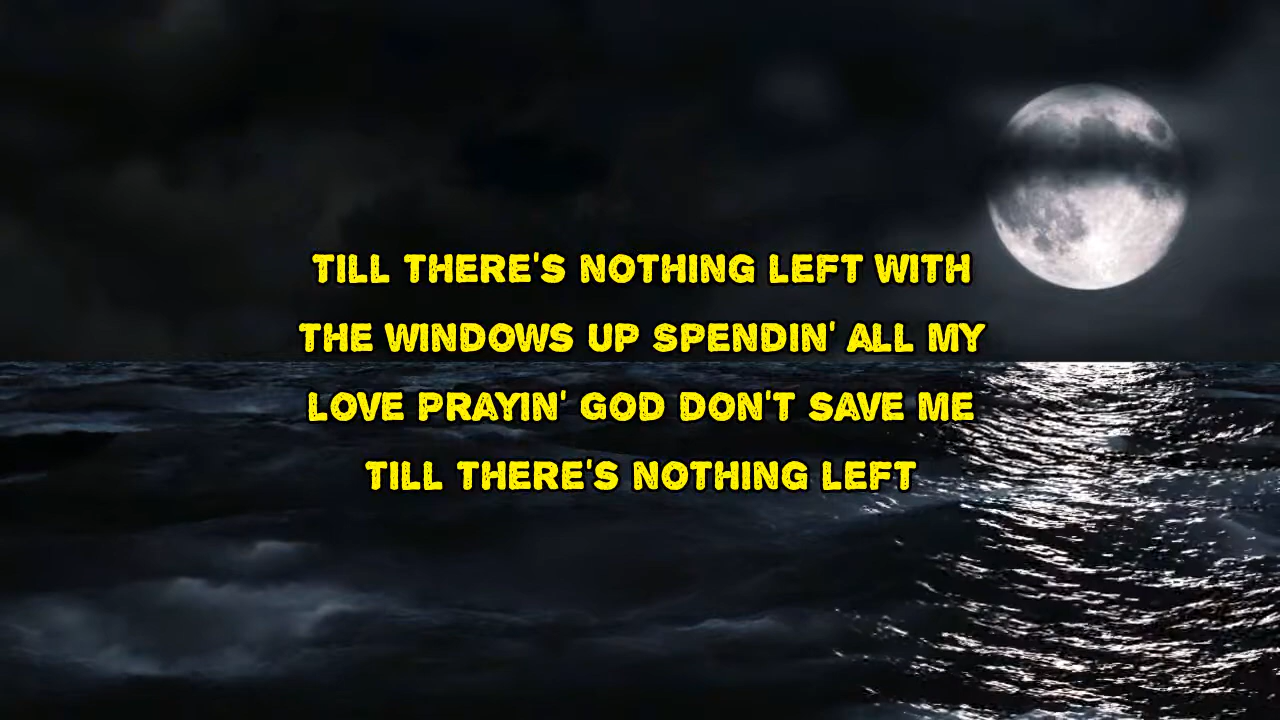 TILL THERE'S NOTHING LEFT WITH
THE WINDOWS UP SPENDIN' ALL MY
LOVE PRAYIN' GOD DON'T SAVE ME
TILL THERE'S NOTHING LEFT